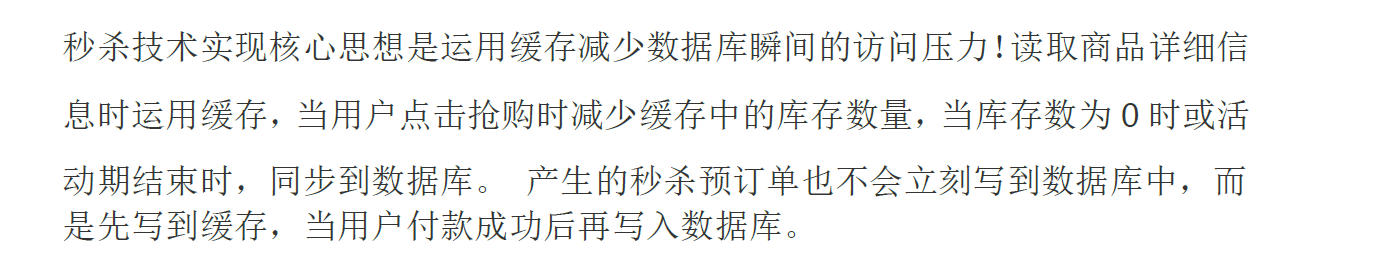 秒杀技术实现核心思想是运用缓存减少数据库瞬间的访问压力!读取商品详细信
息时运用缓存，当用户点击抢购时减少缓存中的库存数量，当库存数为 0 时或活
动期结束时，同步到数据库。 产生的秒杀预订单也不会立刻写到数据库中，而
是先写到缓存，当用户付款成功后再写入数据库。